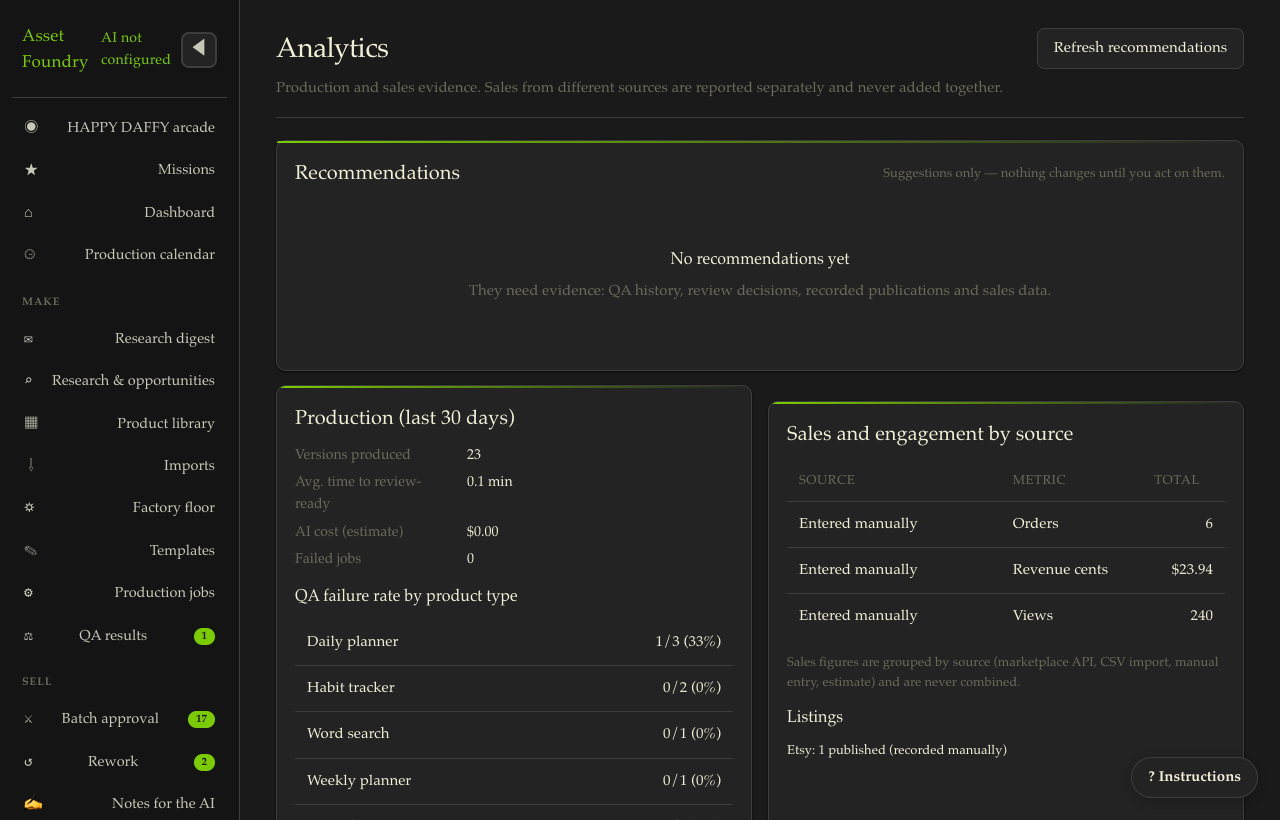 Asset Foundry
AI not configured
HAPPY DAFFY arcade
Missions
Dashboard
Production calendar
MAKE
Research digest
Research & opportunities
Product library
Imports
Factory floor
Templates
Production jobs
QA results 1
SELL
Batch approval 17
Rework 2
Notes for the AI
Analytics
Refresh recommendations
Production and sales evidence. Sales from different sources are reported separately and never added together.
Recommendations
Suggestions only — nothing changes until you act on them.
No recommendations yet
They need evidence: QA history, review decisions, recorded publications and sales data.
Production (last 30 days)
Versions produced 23
Avg. time to review-ready 0.1 min
AI cost (estimate) $0.00
Failed jobs 0
QA failure rate by product type
Daily planner 1/3 (33%)
Habit tracker 0/2 (0%)
Word search 0/1 (0%)
Weekly planner 0/1 (0%)
Sales and engagement by source
SOURCE METRIC TOTAL
Entered manually Orders 6
Entered manually Revenue cents $23.94
Entered manually Views 240
Sales figures are grouped by source (marketplace API, CSV import, manual
entry, estimate) and are never combined.
Listings
Etsy: 1 published (recorded manually)
? Instructions